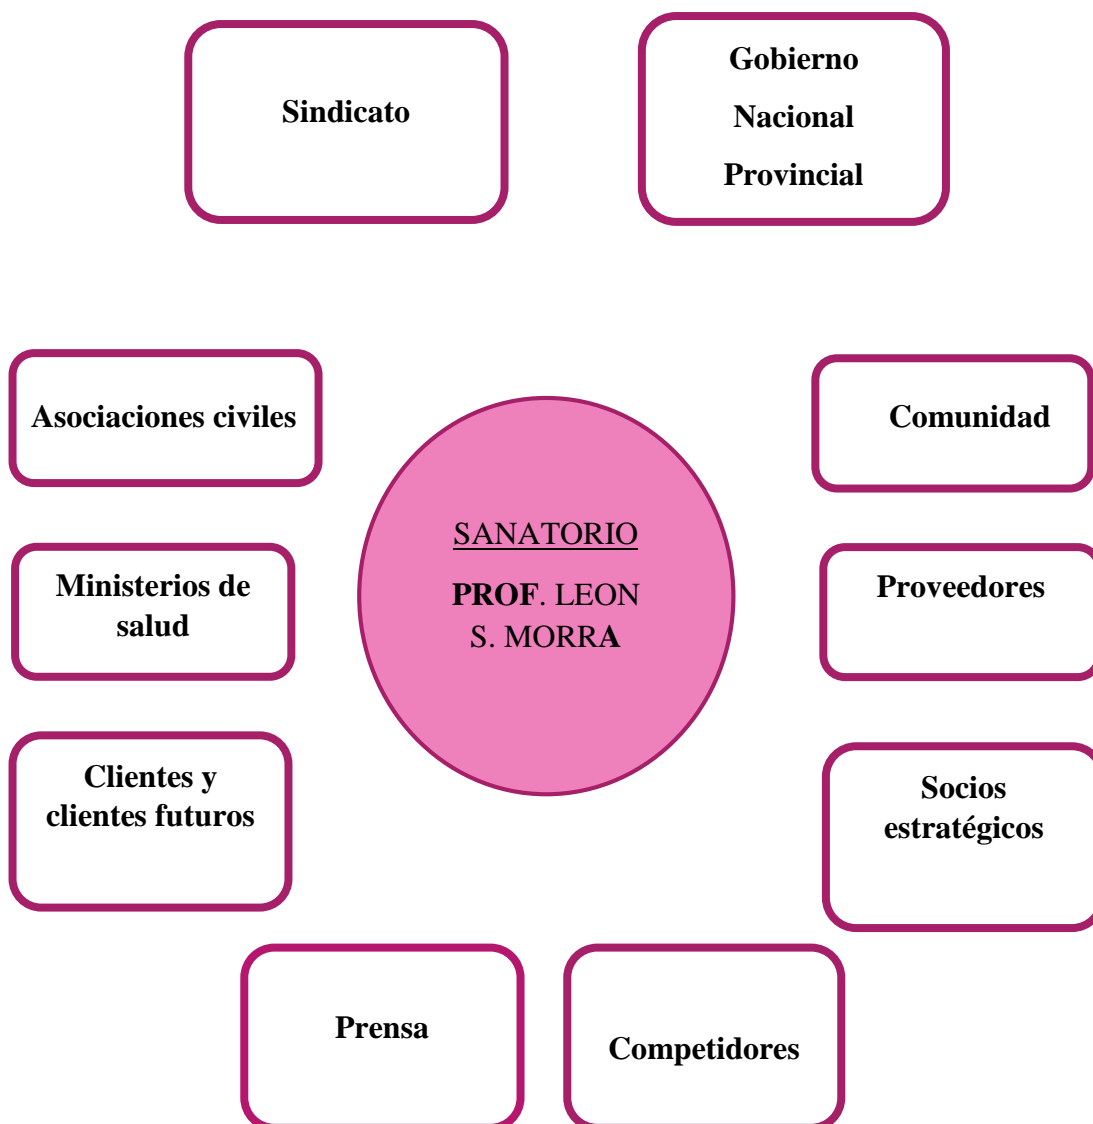 Sindicato
Gobierno
Nacional
Provincial
Asociaciones civiles
Comunidad
SANATORIO
PROF. LEON
S. MORRA
Ministerios de
salud
Proveedores
Clientes y
clientes futuros
Socios
estratégicos
Prensa
Competidores